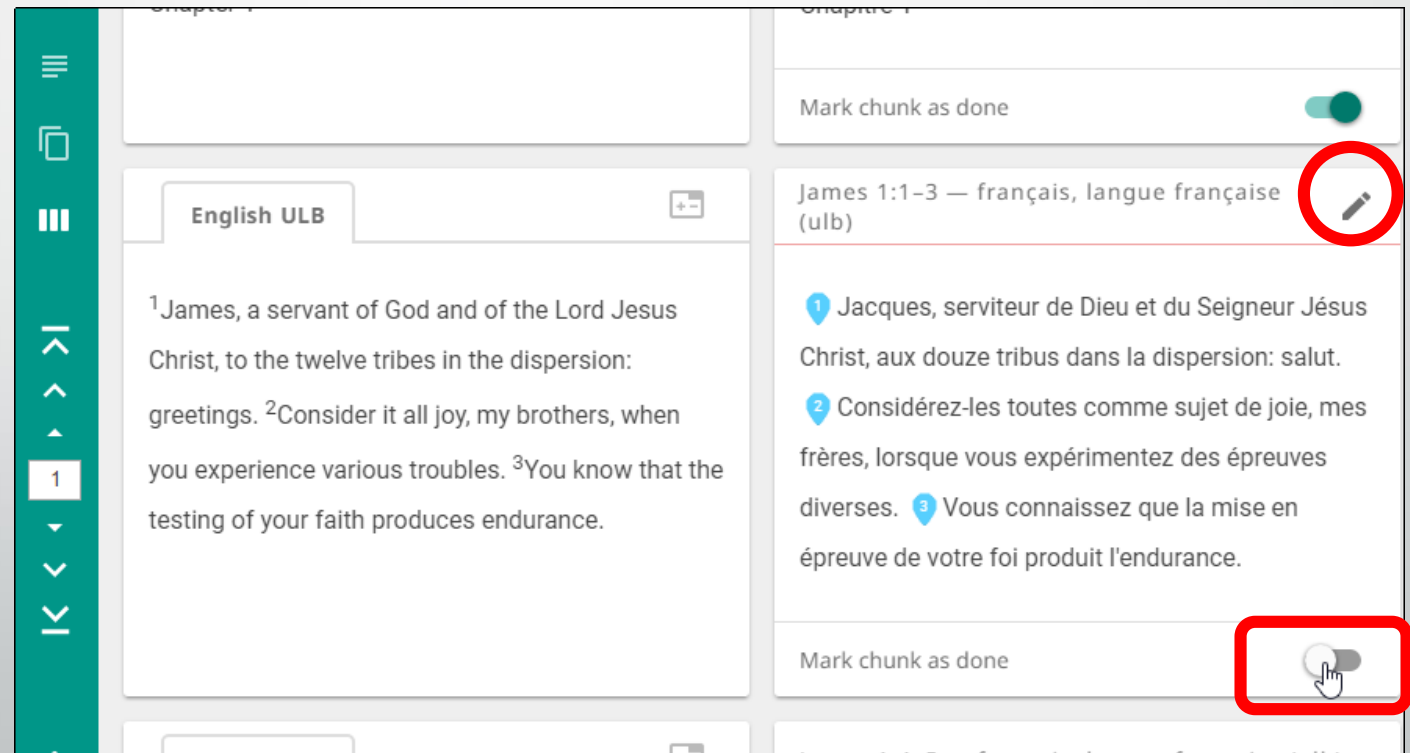 Chapter 1
Chapitre 1
Mark chunk as done
English ULB
1James, a servant of God and of the Lord Jesus
Christ, to the twelve tribes in the dispersion:
greetings. 2Consider it all joy, my brothers, when
you experience various troubles. 3You know that the
testing of your faith produces endurance.
James 1:1–3 — français, langue française
(ulb)
1 Jacques, serviteur de Dieu et du Seigneur Jésus
Christ, aux douze tribus dans la dispersion: salut.
2 Considérez-les toutes comme sujet de joie, mes
frères, lorsque vous expérimentez des épreuves
diverses. 3 Vous connaissez que la mise en
épreuve de votre foi produit l'endurance.
Mark chunk as done
1